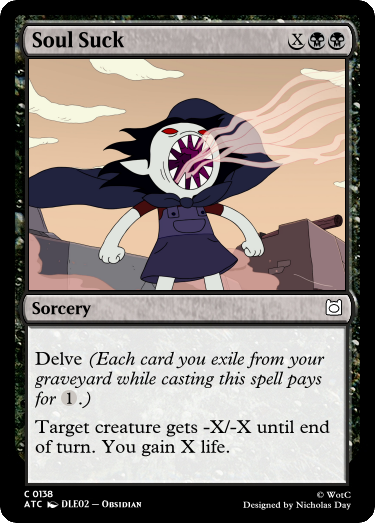 Soul Suck X
Sorcery
Delve (Each card you exile from your
graveyard while casting this spell pays
for 1.)
Target creature gets -X/-X until end
of turn. You gain X life.
C 0138
ATC DLE02 – Obsidian
© WotC
Designed by Nicholas Day